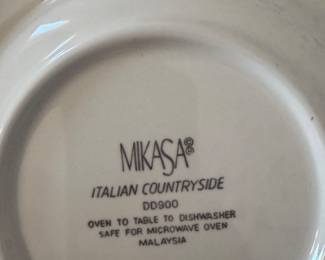 MIKASA®
ITALIAN COUNTRYSIDE
DD900
OVEN TO TABLE TO DISHWASHER
SAFE FOR MICROWAVE OVEN
MALAYSIA